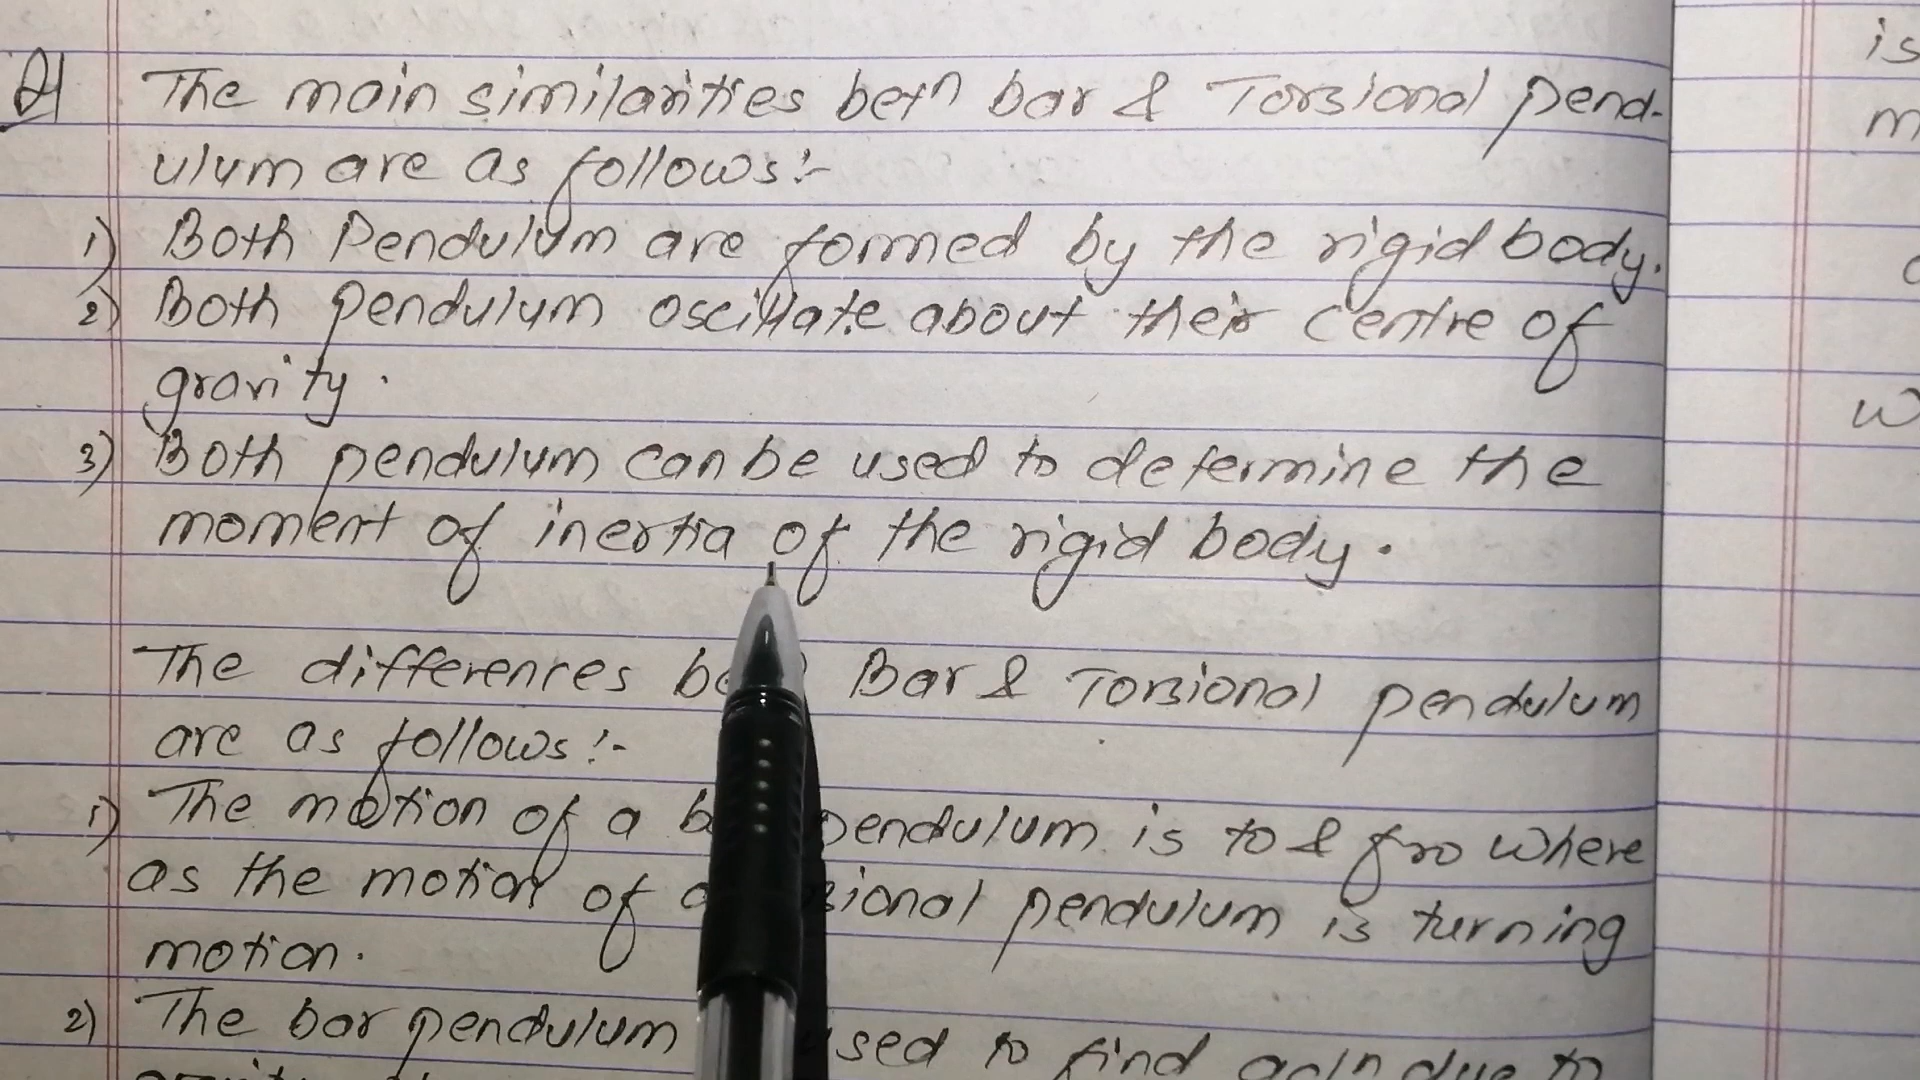 The main similarities betn bar & Torsional pend-
ulum are as follows:-
1) Both Pendulum are formed by the rigid body.
2) Both pendulum oscillate about their centre of
gravity.
3) Both pendulum can be used to determine the
moment of inertia of the rigid body.
The differences Bar & Torsional pendulum
are as follows:-
1) The motion of a pendulum is to & fro where
as the motion of pendulum is turning
motion.
2) The bar pendulum used to find accn due to
is
m